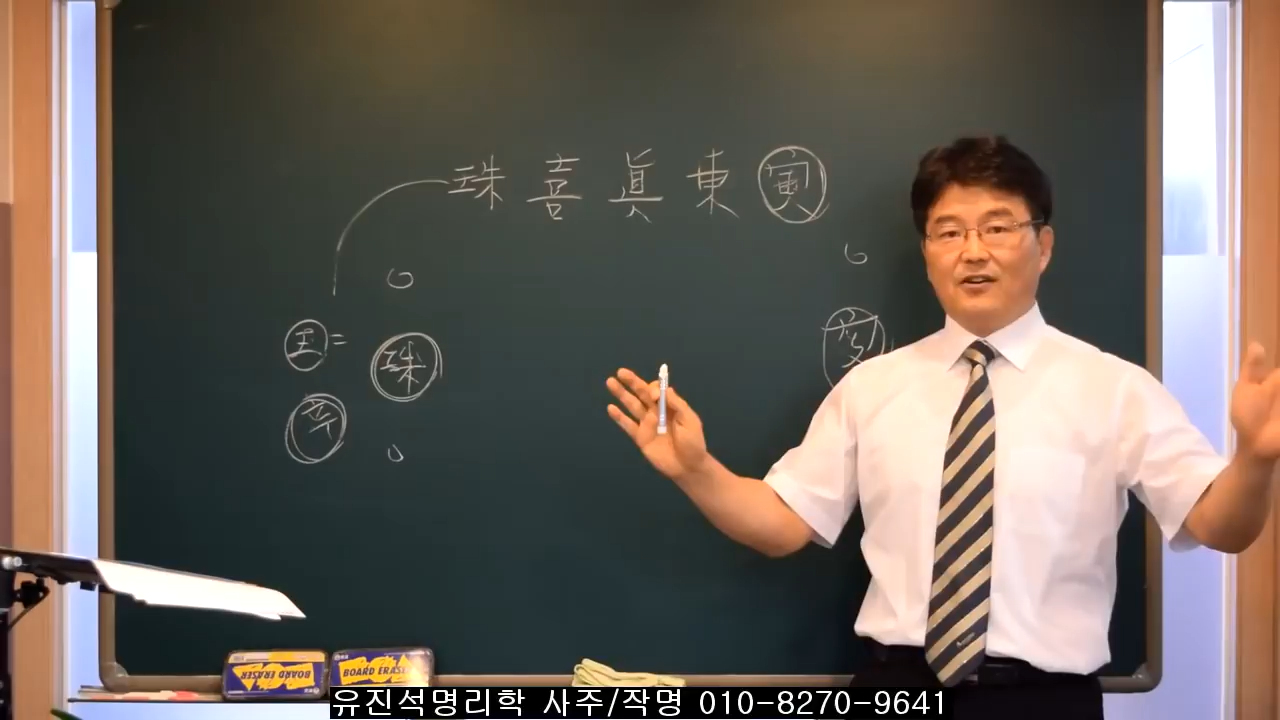 珠 喜 眞 東 寅
王 = 珠
BOARD ERASER BOARD ERASER
유진석명리학 사주/작명 010-8270-9641